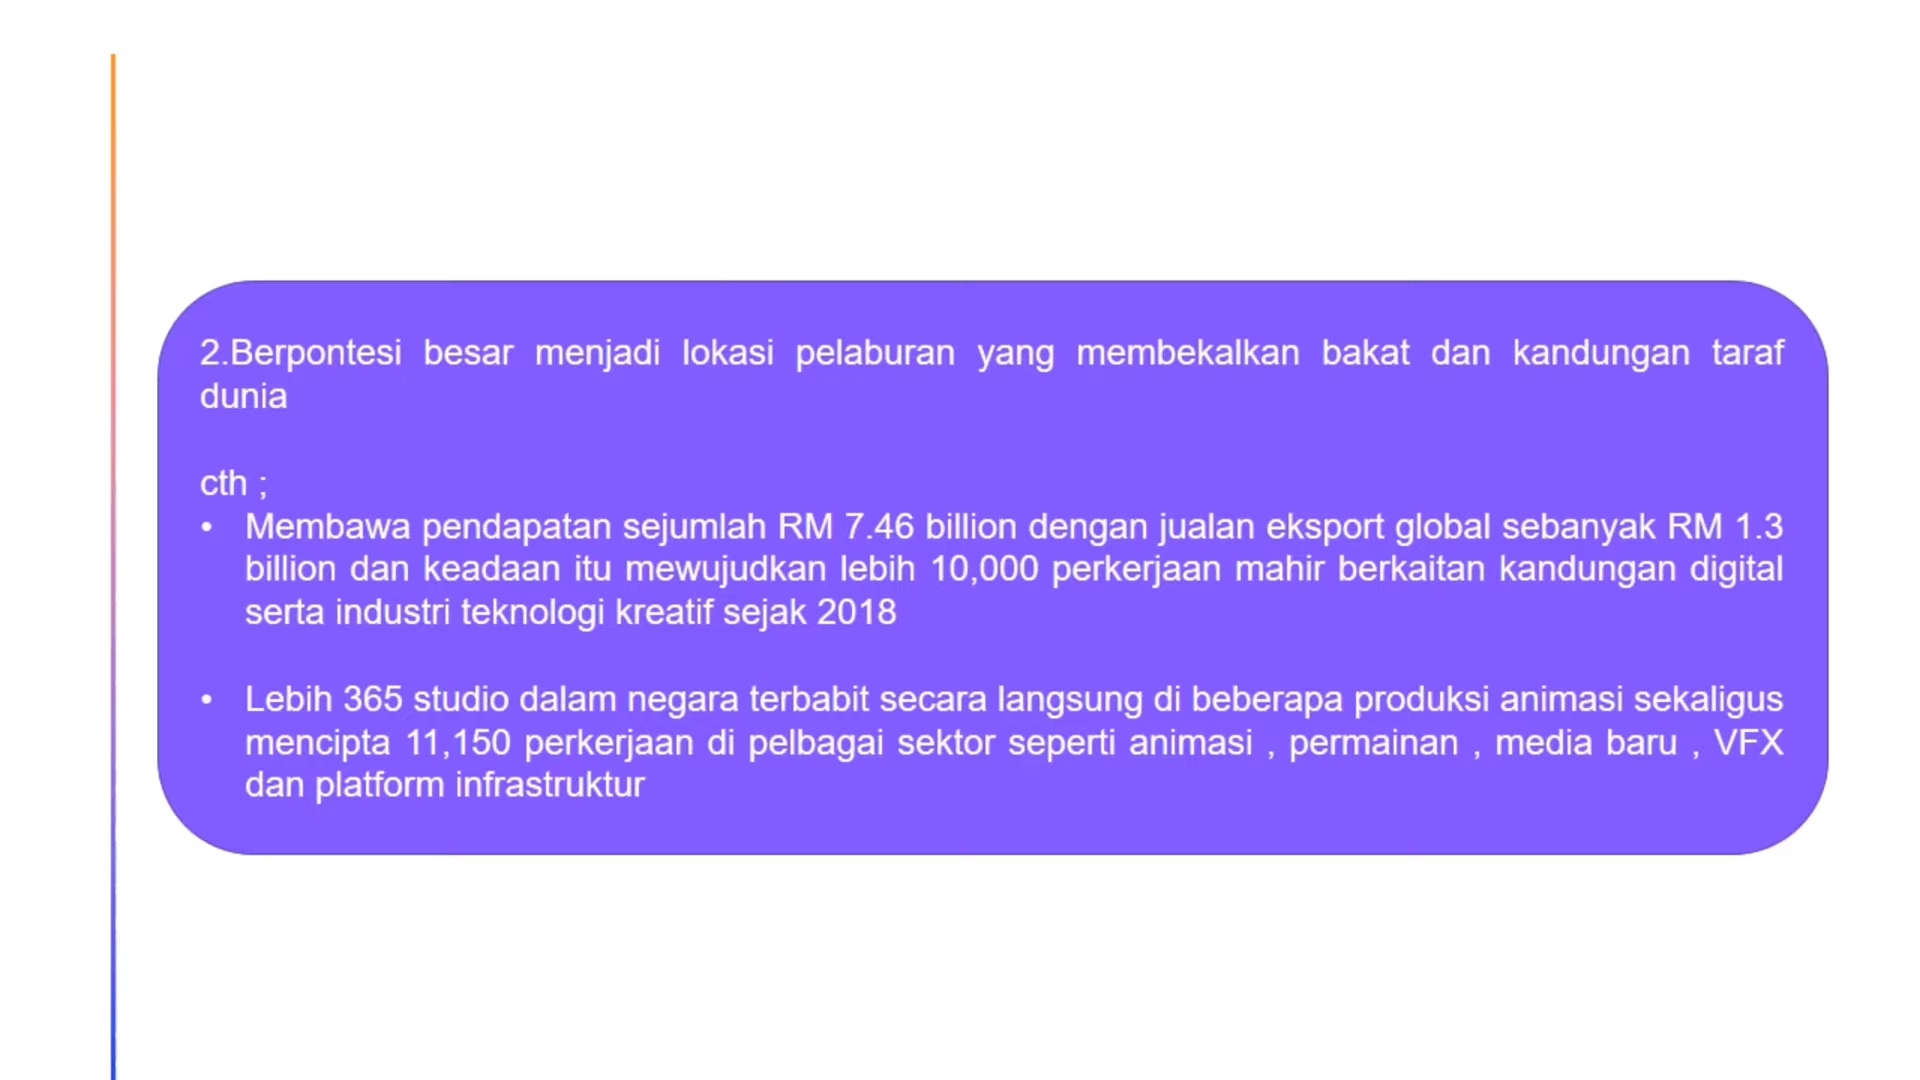 2.Berpontesi besar menjadi lokasi pelaburan yang membekalkan bakat dan kandungan taraf
dunia
cth ;
• Membawa pendapatan sejumlah RM 7.46 billion dengan jualan eksport global sebanyak RM 1.3
billion dan keadaan itu mewujudkan lebih 10,000 perkerjaan mahir berkaitan kandungan digital
serta industri teknologi kreatif sejak 2018
• Lebih 365 studio dalam negara terbabit secara langsung di beberapa produksi animasi sekaligus
mencipta 11,150 perkerjaan di pelbagai sektor seperti animasi , permainan , media baru , VFX
dan platform infrastruktur